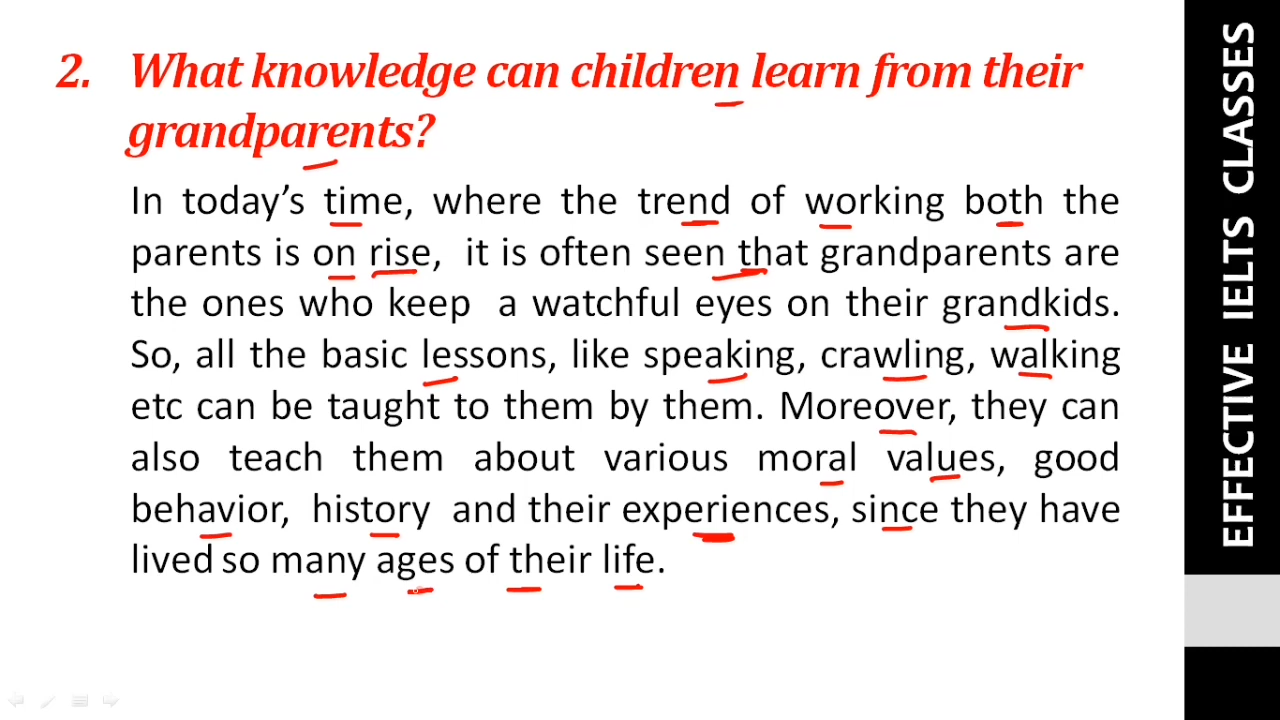 2. What knowledge can children learn from their
grandparents?
In today's time, where the trend of working both the
parents is on rise, it is often seen that grandparents are
the ones who keep a watchful eyes on their grandkids.
So, all the basic lessons, like speaking, crawling, walking
etc can be taught to them by them. Moreover, they can
also teach them about various moral values, good
behavior, history and their experiences, since they have
lived so many ages of their life.
EFFECTIVE IELTS CLASSES